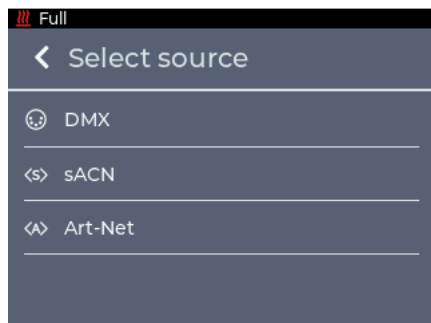 Full
Select source
DMX
<S> sACN
<A> Art-Net